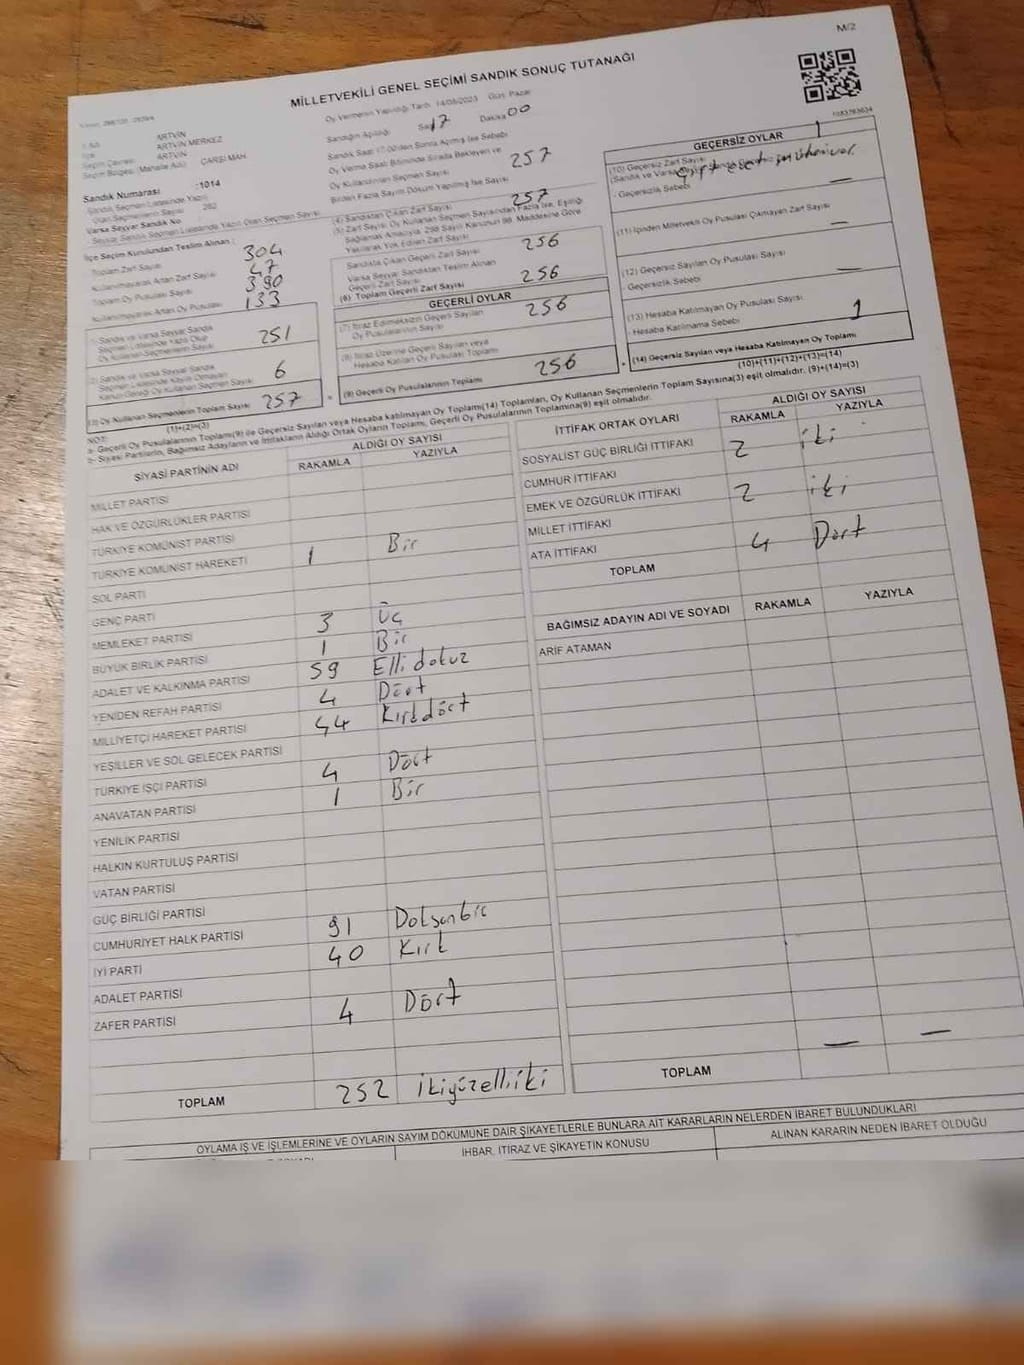 M/2
MİLLETVEKİLİ GENEL SEÇİMİ SANDIK SONUÇ TUTANAĞI
Oy Vermenin Yapıldığı Tarih 14/05/2023 Gün: Pazar
İlçe ARTVİN
ARTVİN MERKEZ
Seçim Çevresi ARTVİN
Seçim Bölgesi (Mahalle Adı) ÇARŞI MAH.
Sandık Numarası :1014
Sandık Seçmen Listesinde Yazılı
Olan Seçmenlerin Sayısı 282
Varsa Seyyar Sandık No
Seyyar Sandık Seçmen Listesinde Yazılı Olan Seçmen Sayısı
İlçe Seçim Kurulundan Teslim Alınan :
Toplam Zarf Sayısı 304
Kullanılmayarak Artan Zarf Sayısı 47
Toplam Oy Pusulası Sayısı 390
Kullanılmayarak Artan Oy Pusulası 133
Sandık ve Varsa Seyyar Sandık
Seçmen Listesinde Yazılı Olup
Oy Kullanan Seçmenlerin Sayısı 251
Sandık ve Varsa Seyyar Sandık
Seçmen Listesinde Kayıtlı Olmayan
Kanun Gereği Oy Kullanan Seçmen Sayısı 6
(3) Oy Kullanan Seçmenlerin Toplam Sayısı 257
(1)+(2)=(3)
Sandığın Açılışı Saat 17 Dakika 00
Sandık Saat 17:00'den Sonra Açılmış İse Sebebi
Oy Verme Saati Bitiminde Sırada Bekleyen ve
Oy Kullandırılan Seçmen Sayısı 257
Birden Fazla Sayım Döküm Yapılmış İse Sayısı
(4) Sandıktan Çıkan Zarf Sayısı 257
(5) Zarf Sayısı Oy Kullanan Seçmen Sayısından Fazla İse, Eşitliği
Sağlamak Amacıyla, 298 Sayılı Kanunun 98. Maddesine Göre
Yakılarak Yok Edilen Zarf Sayısı
Sandıkta Çıkan Geçerli Zarf Sayısı 256
Varsa Seyyar Sandıktan Teslim Alınan
Geçerli Zarf Sayısı
(6) Toplam Geçerli Zarf Sayısı 256
GEÇERLİ OYLAR
(7) İtiraz Edilmeksizin Geçerli Sayılan
Oy Pusulalarının Sayısı 256
(8) İtiraz Üzerine Geçerli Sayılan veya
Hesaba Katılan Oy Pusulası Toplamı
(9) Geçerli Oy Pusulalarının Toplamı 256
1083763634
GEÇERSİZ OYLAR
(10) Geçersiz Zarf Sayısı 1
Geçersizlik Sebebi
(11) İçinden Milletvekili Oy Pusulası Çıkmayan Zarf Sayısı —
(12) Geçersiz Sayılan Oy Pusulası Sayısı —
Geçersizlik Sebebi
(13) Hesaba Katılmayan Oy Pusulası Sayısı —
Hesaba Katılmama Sebebi
(14) Geçersiz Sayılan veya Hesaba Katılmayan Oy Toplamı 1
(10)+(11)+(12)+(13)=(14)
NOT:
a- Geçerli Oy Pusulalarının Toplamı(9) ile Geçersiz Sayılan veya Hesaba katılmayan Oy Toplamı(14) Toplamları, Oy Kullanan Seçmenlerin Toplam Sayısına(3) eşit olmalıdır. (9)+(14)=(3)
b- Siyasi Partilerin, Bağımsız Adayların ve İttifakların Aldığı Ortak Oyların Toplamı, Geçerli Oy Pusulalarının Toplamına(9) eşit olmalıdır.
SİYASİ PARTİNİN ADI ALDIĞI OY SAYISI
RAKAMLA YAZIYLA
MİLLET PARTİSİ
HAK VE ÖZGÜRLÜKLER PARTİSİ
TÜRKİYE KOMÜNİST PARTİSİ
TÜRKİYE KOMÜNİST HAREKETİ 1 Bir
SOL PARTİ
GENÇ PARTİ
MEMLEKET PARTİSİ 3 Üç
BÜYÜK BİRLİK PARTİSİ 1 Bir
ADALET VE KALKINMA PARTİSİ 59 Elli dokuz
YENİDEN REFAH PARTİSİ 4 Dört
MİLLİYETÇİ HAREKET PARTİSİ 44 Kırkdört
YEŞİLLER VE SOL GELECEK PARTİSİ
TÜRKİYE İŞÇİ PARTİSİ 4 Dört
ANAVATAN PARTİSİ 1 Bir
YENİLİK PARTİSİ
HALKIN KURTULUŞ PARTİSİ
VATAN PARTİSİ
GÜÇ BİRLİĞİ PARTİSİ
CUMHURİYET HALK PARTİSİ 91 Doksanbir
İYİ PARTİ 40 Kırk
ADALET PARTİSİ
ZAFER PARTİSİ 4 Dört
TOPLAM 252 ikiyüzelliiki
İTTİFAK ORTAK OYLARI ALDIĞI OY SAYISI
RAKAMLA YAZIYLA
SOSYALİST GÜÇ BİRLİĞİ İTTİFAKI
CUMHUR İTTİFAKI 2 iki
EMEK VE ÖZGÜRLÜK İTTİFAKI
MİLLET İTTİFAKI 2 iki
ATA İTTİFAKI
TOPLAM 4 Dört
BAĞIMSIZ ADAYIN ADI VE SOYADI RAKAMLA YAZIYLA
ARİF ATAMAN
TOPLAM — —
OYLAMA İŞ VE İŞLEMLERİNE VE OYLARIN SAYIM DÖKÜMÜNE DAİR ŞİKAYETLERLE BUNLARA AİT KARARLARIN NELERDEN İBARET BULUNDUKLARI
İHBAR, İTİRAZ VE ŞİKAYETİN KONUSU
ALINAN KARARIN NEDEN İBARET OLDUĞU